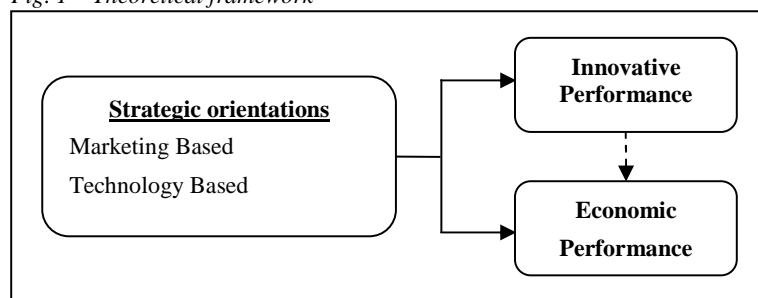 Fig. 1 – Theoretical framework
Strategic orientations
Marketing Based
Technology Based
Innovative
Performance
Economic
Performance